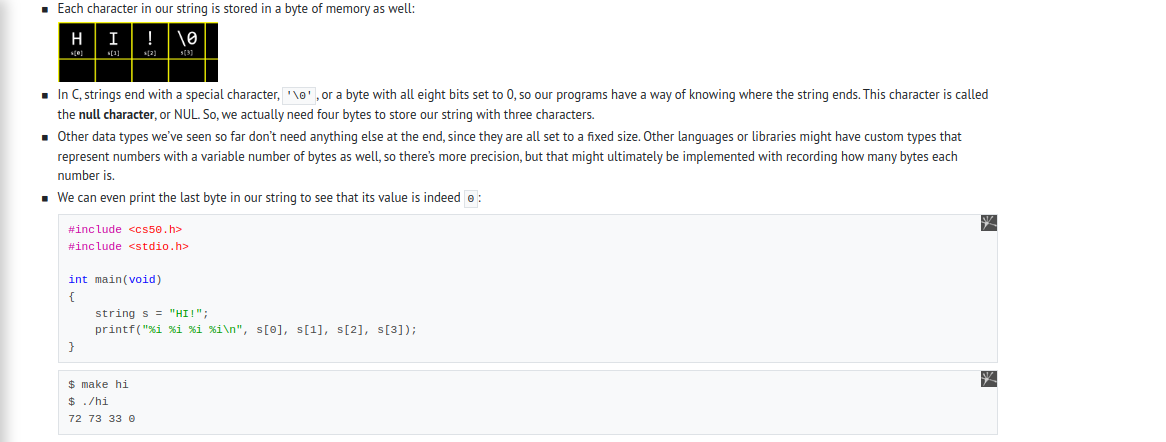 Each character in our string is stored in a byte of memory as well:
H I ! \0
s[0] s[1] s[2] s[3]
In C, strings end with a special character, '\0', or a byte with all eight bits set to 0, so our programs have a way of knowing where the string ends. This character is called
the null character, or NUL. So, we actually need four bytes to store our string with three characters.
Other data types we've seen so far don't need anything else at the end, since they are all set to a fixed size. Other languages or libraries might have custom types that
represent numbers with a variable number of bytes as well, so there's more precision, but that might ultimately be implemented with recording how many bytes each
number is.
We can even print the last byte in our string to see that its value is indeed 0:
#include <cs50.h>
#include <stdio.h>
int main(void)
{
    string s = "HI!";
    printf("%i %i %i %i\n", s[0], s[1], s[2], s[3]);
}
$ make hi
$ ./hi
72 73 33 0